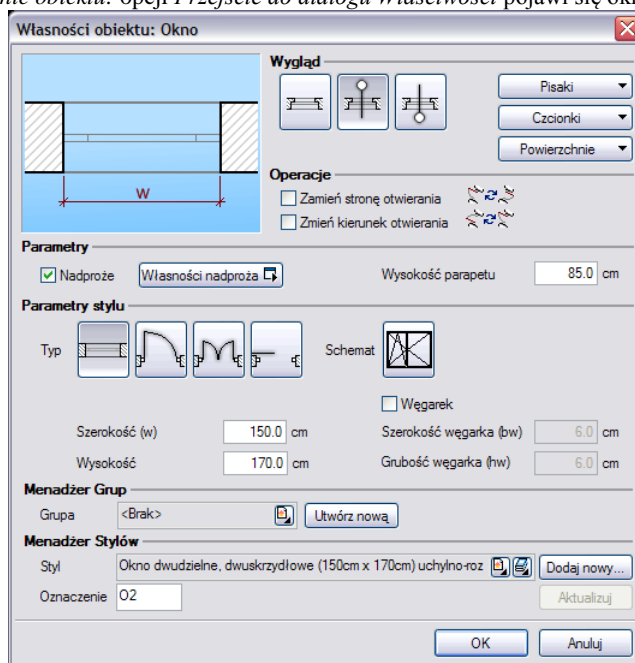 nie obiektu. opcji Przejście do dialogu Właściwości pojawi się okn
Własności obiektu: Okno
W
Wygląd
Pisaki
Czcionki
Powierzchnie
Operacje
Zamień stronę otwierania
Zmień kierunek otwierania
Parametry
Nadproże
Własności nadproża
Wysokość parapetu
85.0 cm
Parametry stylu
Typ
Schemat
Węgarek
Szerokość (w)
150.0 cm
Szerokość węgarka (bw)
6.0 cm
Wysokość
170.0 cm
Grubość węgarka (hw)
6.0 cm
Menadżer Grup
Grupa
<Brak>
Utwórz nową
Menadżer Stylów
Styl
Okno dwudzielne, dwuskrzydłowe (150cm x 170cm) uchylno-roz
Dodaj nowy...
Oznaczenie
O2
Aktualizuj
OK
Anuluj